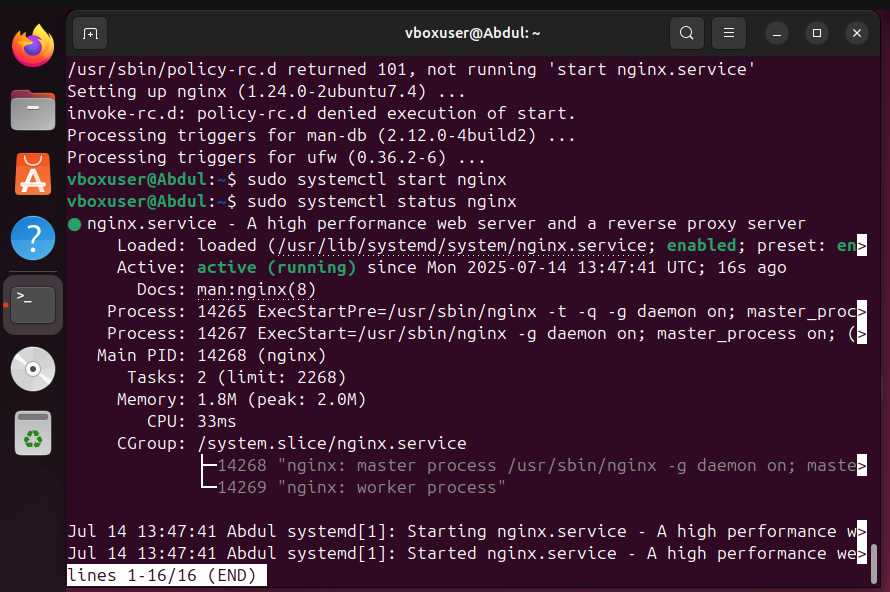 vboxuser@Abdul: ~
/usr/sbin/policy-rc.d returned 101, not running 'start nginx.service'
Setting up nginx (1.24.0-2ubuntu7.4) ...
invoke-rc.d: policy-rc.d denied execution of start.
Processing triggers for man-db (2.12.0-4build2) ...
Processing triggers for ufw (0.36.2-6) ...
vboxuser@Abdul:~$ sudo systemctl start nginx
vboxuser@Abdul:~$ sudo systemctl status nginx
● nginx.service - A high performance web server and a reverse proxy server
     Loaded: loaded (/usr/lib/systemd/system/nginx.service; enabled; preset: en>
     Active: active (running) since Mon 2025-07-14 13:47:41 UTC; 16s ago
       Docs: man:nginx(8)
    Process: 14265 ExecStartPre=/usr/sbin/nginx -t -q -g daemon on; master_proc>
    Process: 14267 ExecStart=/usr/sbin/nginx -g daemon on; master_process on; (>
   Main PID: 14268 (nginx)
      Tasks: 2 (limit: 2268)
     Memory: 1.8M (peak: 2.0M)
        CPU: 33ms
     CGroup: /system.slice/nginx.service
             ├─14268 "nginx: master process /usr/sbin/nginx -g daemon on; maste>
             └─14269 "nginx: worker process"
Jul 14 13:47:41 Abdul systemd[1]: Starting nginx.service - A high performance w>
Jul 14 13:47:41 Abdul systemd[1]: Started nginx.service - A high performance we>
lines 1-16/16 (END)